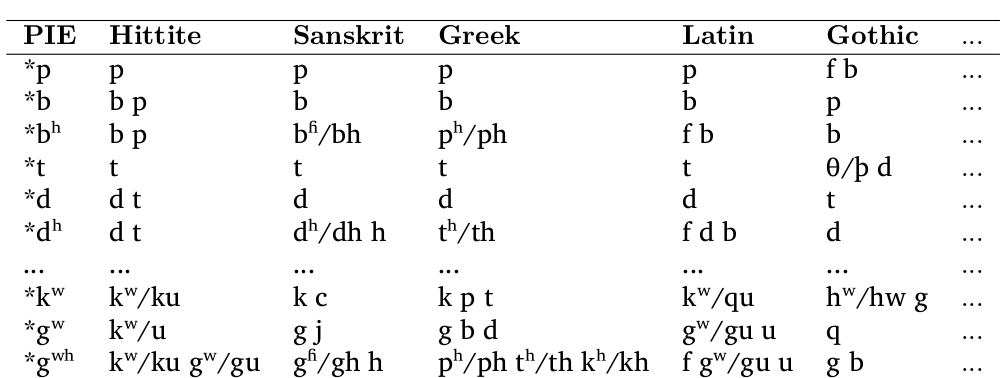 PIE Hittite Sanskrit Greek Latin Gothic ...
*p p p p p f b ...
*b b p b b b p ...
*bʰ b p bʱ/bh pʰ/ph f b b ...
*t t t t t θ/þ d ...
*d d t d d d t ...
*dʰ d t dʰ/dh h tʰ/th f d b d ...
... ... ... ... ... ... ...
*kʷ kʷ/ku k c k p t kʷ/qu hʷ/hw g ...
*gʷ kʷ/u g j g b d gʷ/gu u q ...
*gʷʰ kʷ/ku gʷ/gu gʱ/gh h pʰ/ph tʰ/th kʰ/kh f gʷ/gu u g b ...